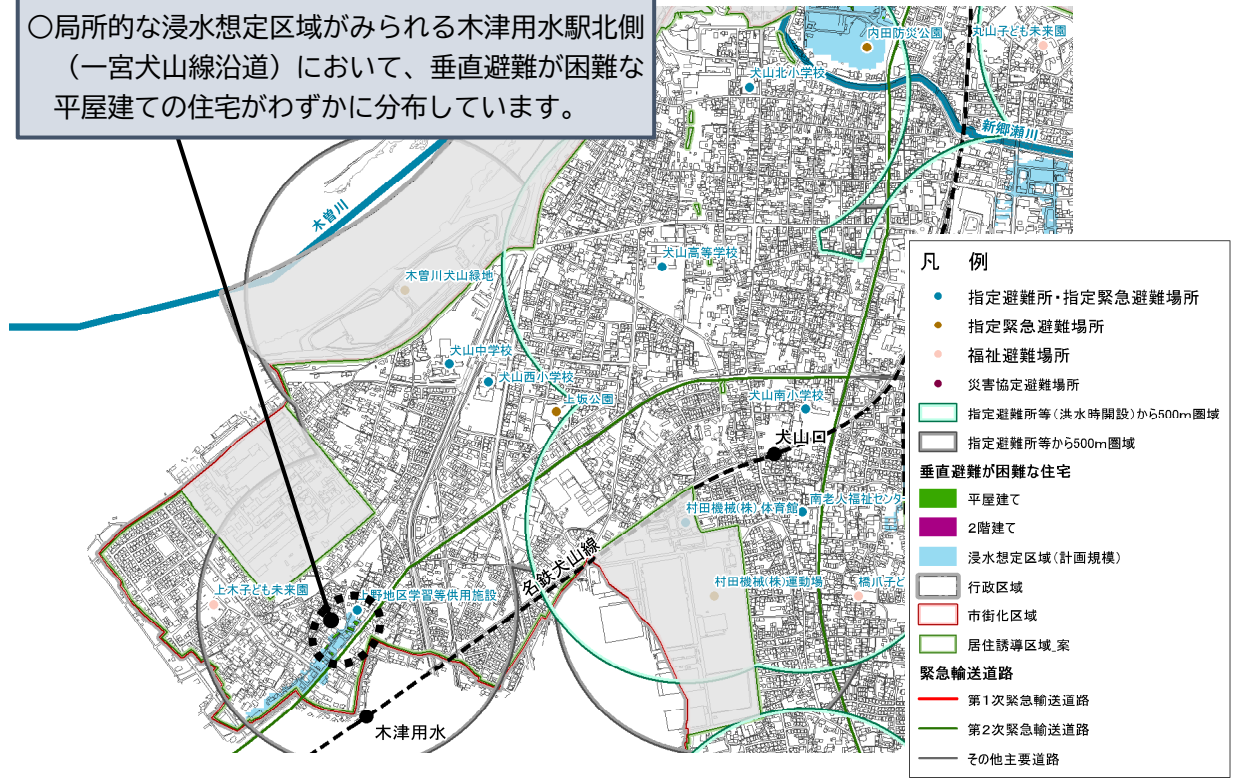 ○局所的な浸水想定区域がみられる木津用水駅北側
（一宮犬山線沿道）において、垂直避難が困難な
平屋建ての住宅がわずかに分布しています。
内田防災公園
丸山子ども未来園
犬山北小学校
新郷瀬川
木曽川
犬山高等学校
木曽川犬山緑地
犬山中学校
犬山西小学校
上坂公園
犬山南小学校
犬山口
南老人福祉センター
村田機械(株)体育館
名鉄犬山線
村田機械(株)運動場
橋爪子ど
上木子ども未来園
上野地区学習等供用施設
木津用水
凡 例
指定避難所・指定緊急避難場所
指定緊急避難場所
福祉避難場所
災害協定避難場所
指定避難所等(洪水時開設)から500m圏域
指定避難所等から500m圏域
垂直避難が困難な住宅
平屋建て
2階建て
浸水想定区域(計画規模)
行政区域
市街化区域
居住誘導区域_案
緊急輸送道路
第1次緊急輸送道路
第2次緊急輸送道路
その他主要道路